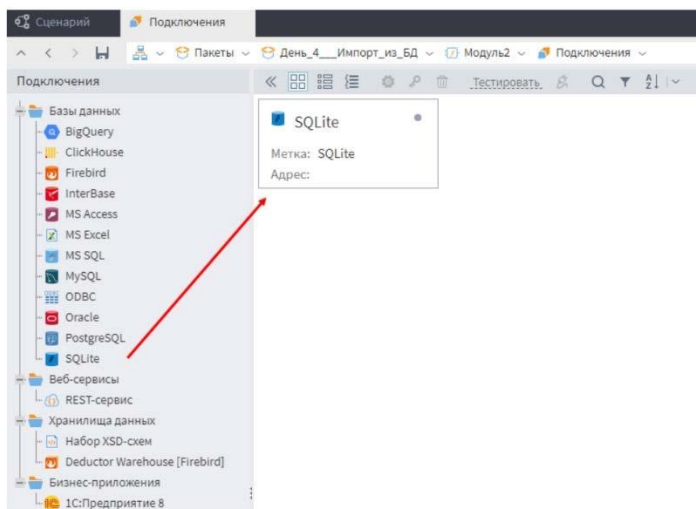 Сценарий
Подключения
Пакеты
День_4___Импорт_из_БД
Модуль2
Подключения
Подключения
Тестировать
Базы данных
BigQuery
ClickHouse
Firebird
InterBase
MS Access
MS Excel
MS SQL
MySQL
ODBC
Oracle
PostgreSQL
SQLite
Веб-сервисы
REST-сервис
Хранилища данных
Набор XSD-схем
Deductor Warehouse [Firebird]
Бизнес-приложения
1С:Предприятие 8
SQLite
Метка: SQLite
Адрес: